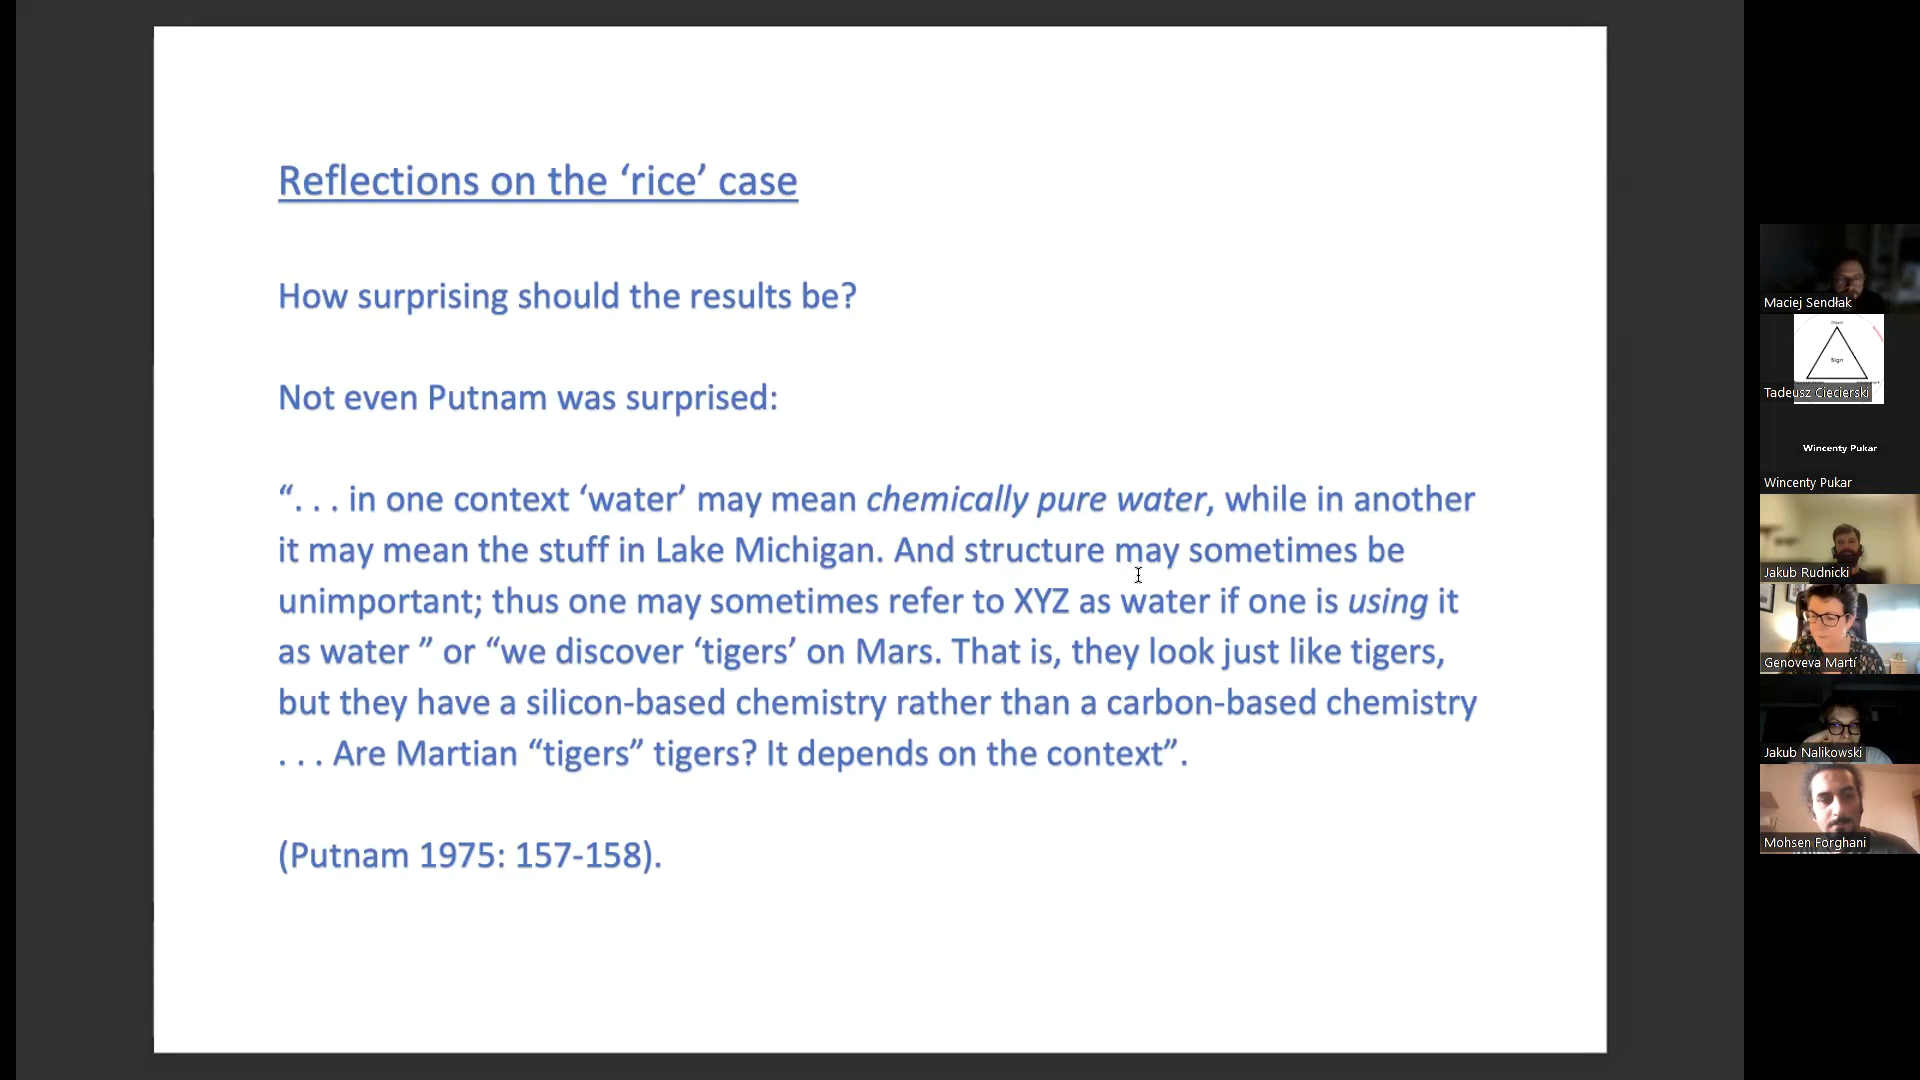 Reflections on the ‘rice’ case
How surprising should the results be?
Not even Putnam was surprised:
“. . . in one context ‘water’ may mean chemically pure water, while in another
it may mean the stuff in Lake Michigan. And structure may sometimes be
unimportant; thus one may sometimes refer to XYZ as water if one is using it
as water ” or “we discover ‘tigers’ on Mars. That is, they look just like tigers,
but they have a silicon-based chemistry rather than a carbon-based chemistry
. . . Are Martian “tigers” tigers? It depends on the context”.
(Putnam 1975: 157-158).
Maciej Sendłak
Object
Sign
Tadeusz Ciecierski
Wincenty Pukar
Wincenty Pukar
Jakub Rudnicki
Genoveva Martí
Jakub Nalikowski
Mohsen Forghani